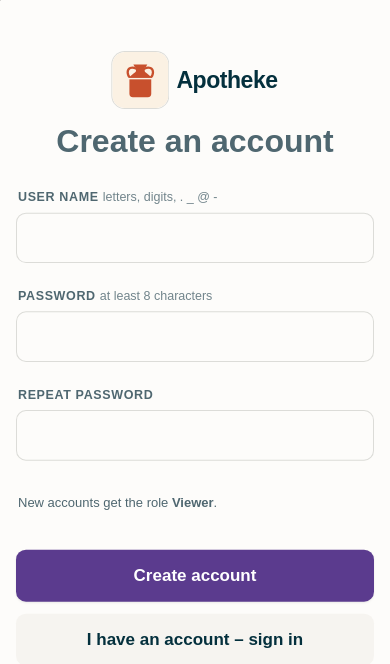 Apotheke
Create an account
USER NAME letters, digits, . _ @ -
PASSWORD at least 8 characters
REPEAT PASSWORD
New accounts get the role Viewer.
Create account
I have an account – sign in